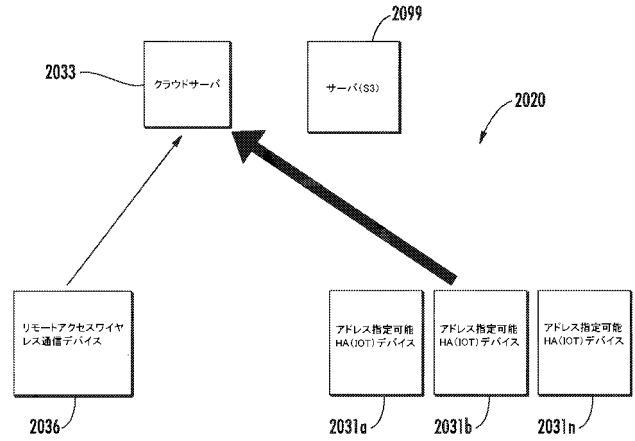 2099
2033
クラウドサーバ
サーバ(S3)
2020
リモートアクセスワイヤ
レス通信デバイス
アドレス指定可能
HA(IOT)デバイス
アドレス指定可能
HA(IOT)デバイス
アドレス指定可能
HA(IOT)デバイス
2036
2031a
2031b
2031n